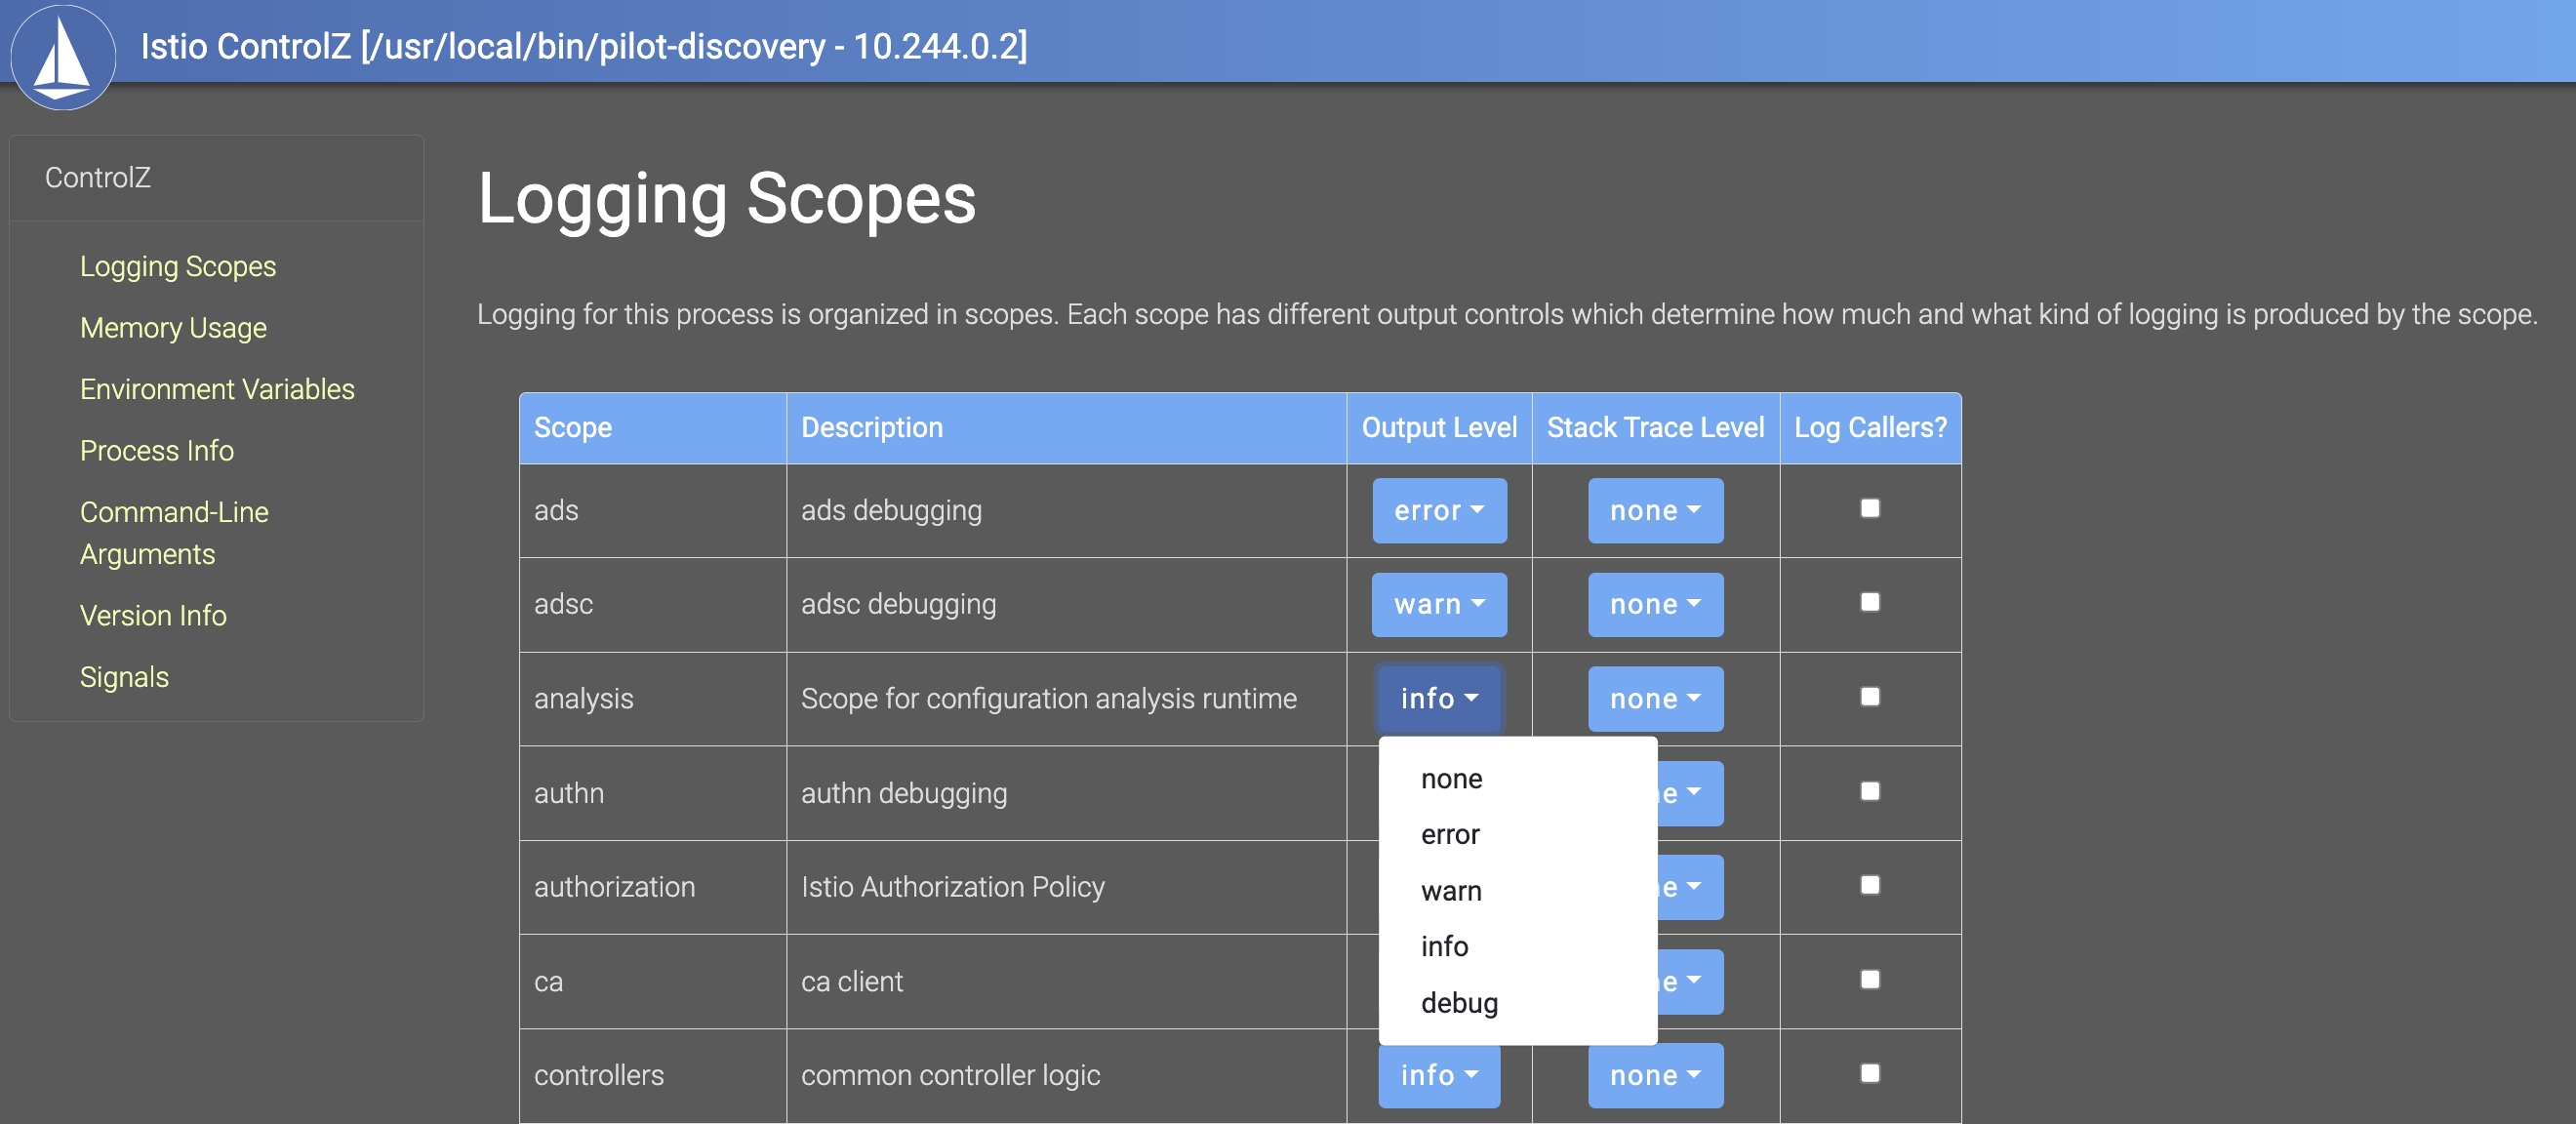 Istio ControlZ [/usr/local/bin/pilot-discovery - 10.244.0.2]
ControlZ
Logging Scopes
Memory Usage
Environment Variables
Process Info
Command-Line
Arguments
Version Info
Signals
Logging Scopes
Logging for this process is organized in scopes. Each scope has different output controls which determine how much and what kind of logging is produced by the scope.
Scope Description Output Level Stack Trace Level Log Callers?
ads ads debugging error none
adsc adsc debugging warn none
analysis Scope for configuration analysis runtime info none
none
error
warn
info
debug
authn authn debugging
authorization Istio Authorization Policy
ca ca client
controllers common controller logic info none